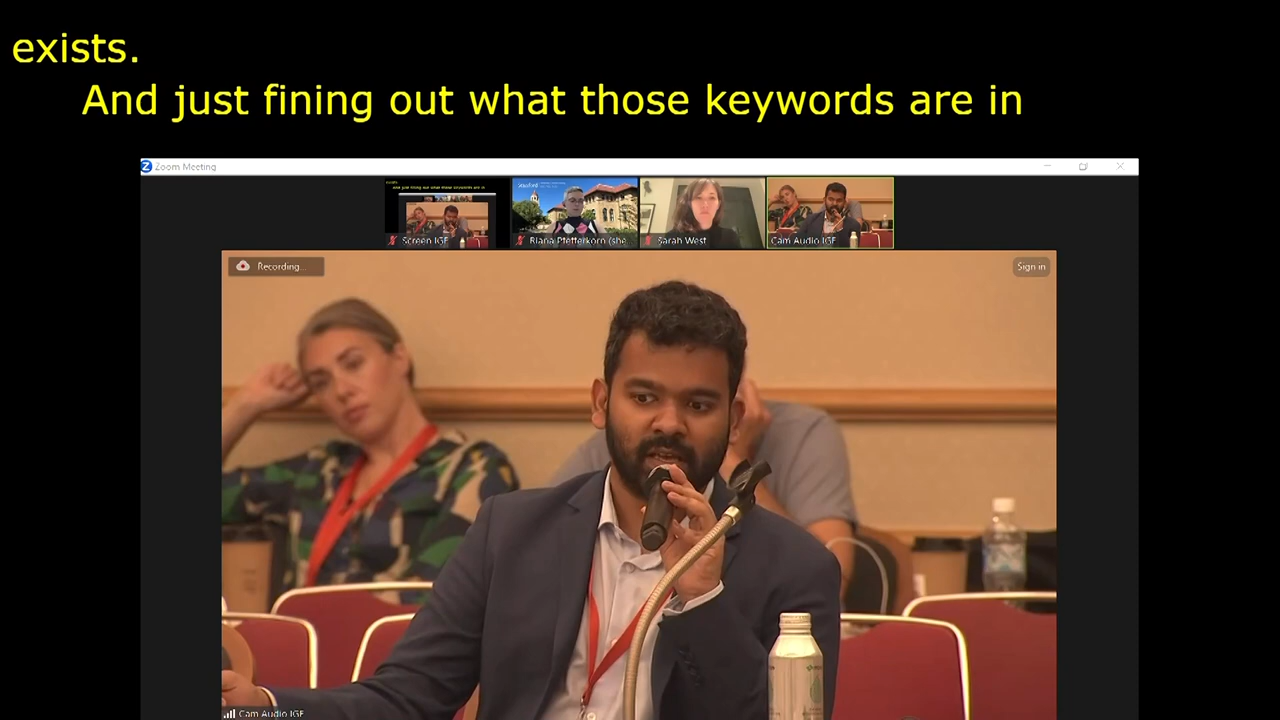 exists.
And just fining out what those keywords are in
Zoom Meeting
Screen IGF
Riana Pfefferkorn (she
Sarah West
Cam Audio IGF
Recording...
Sign in
Cam Audio IGF